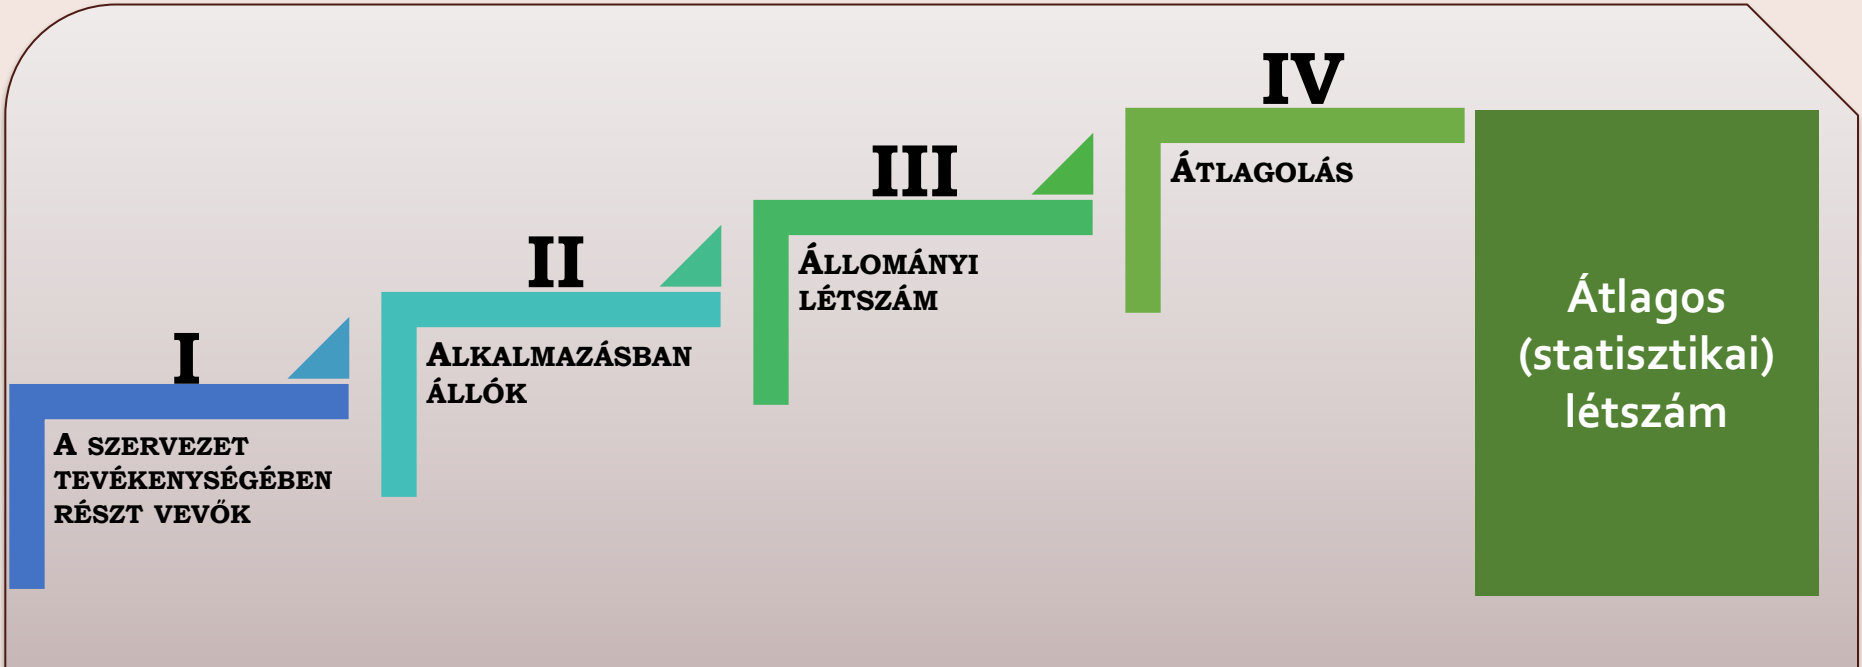 I
A SZERVEZET
TEVÉKENYSÉGÉBEN
RÉSZT VEVŐK
II
ALKALMAZÁSBAN
ÁLLÓK
III
ÁLLOMÁNYI
LÉTSZÁM
IV
ÁTLAGOLÁS
Átlagos
(statisztikai)
létszám